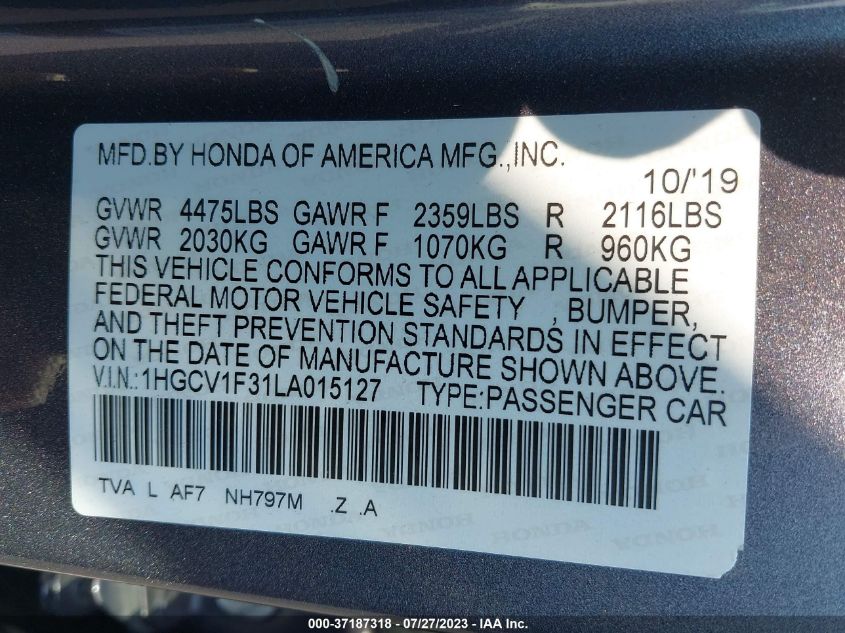 MFD.BY HONDA OF AMERICA MFG.,INC.
10/'19
GVWR 4475LBS GAWR F 2359LBS R 2116LBS
GVWR 2030KG GAWR F 1070KG R 960KG
THIS VEHICLE CONFORMS TO ALL APPLICABLE
FEDERAL MOTOR VEHICLE SAFETY , BUMPER,
AND THEFT PREVENTION STANDARDS IN EFFECT
ON THE DATE OF MANUFACTURE SHOWN ABOVE.
V.I.N.:1HGCV1F31LA015127 TYPE:PASSENGER CAR
TVA L AF7 NH797M .Z .A
HONDA HONDA HONDA
000-37187318 | 07/27/2023 | IAA Inc.